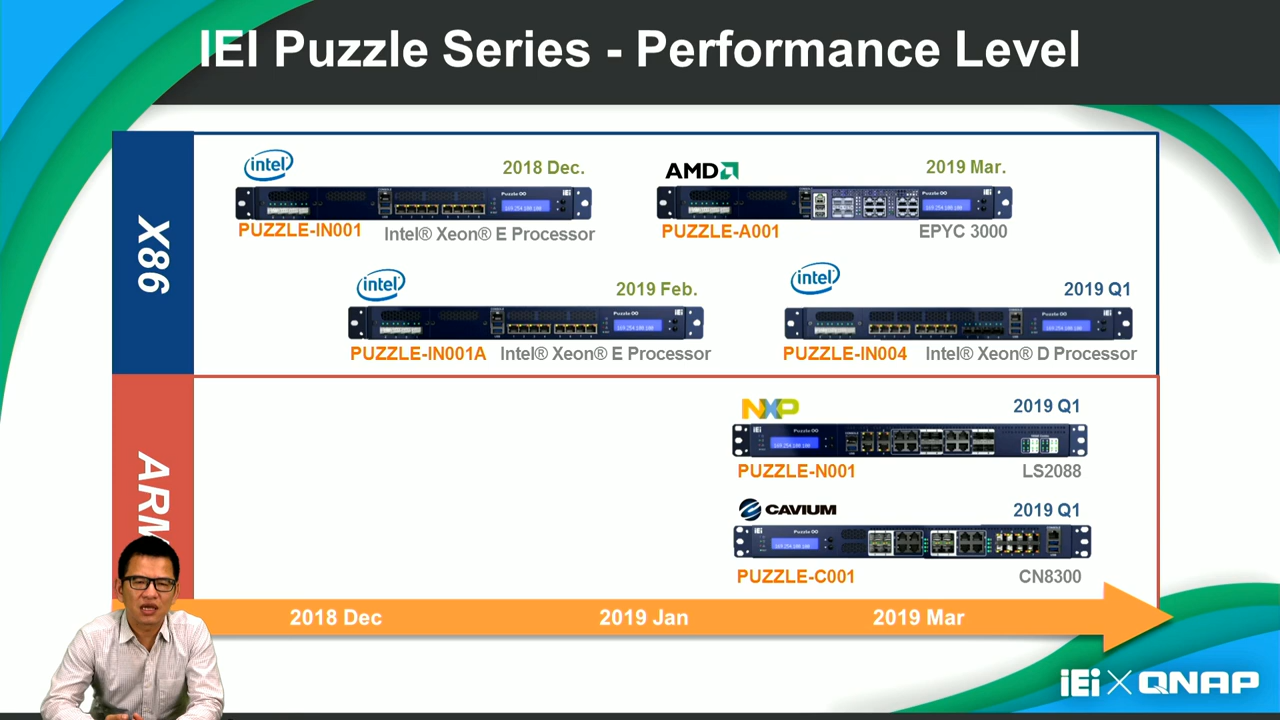 IEI Puzzle Series - Performance Level
X86
intel
2018 Dec.
PUZZLE-IN001
Intel® Xeon® E Processor
AMD
2019 Mar.
PUZZLE-A001
EPYC 3000
intel
2019 Feb.
PUZZLE-IN001A
Intel® Xeon® E Processor
intel
2019 Q1
PUZZLE-IN004
Intel® Xeon® D Processor
ARM
NXP
2019 Q1
PUZZLE-N001
LS2088
CAVIUM
2019 Q1
PUZZLE-C001
CN8300
2018 Dec
2019 Jan
2019 Mar
iEi X QNAP